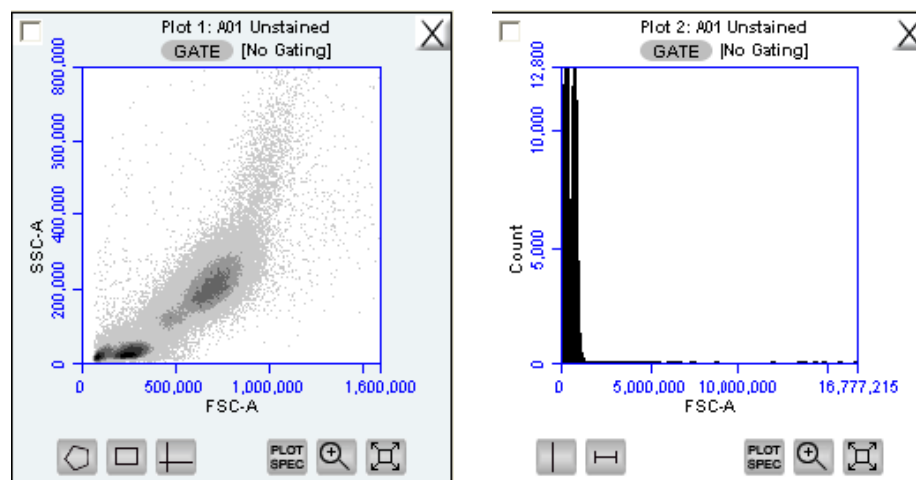 Plot 1: A01 Unstained
GATE [No Gating]
800,000
600,000
400,000
200,000
0
SSC-A
0 500,000 1,000,000 1,600,000
FSC-A
PLOT
SPEC
Plot 2: A01 Unstained
GATE [No Gating]
12,800
10,000
5,000
0
Count
0 5,000,000 10,000,000 16,777,215
FSC-A
PLOT
SPEC